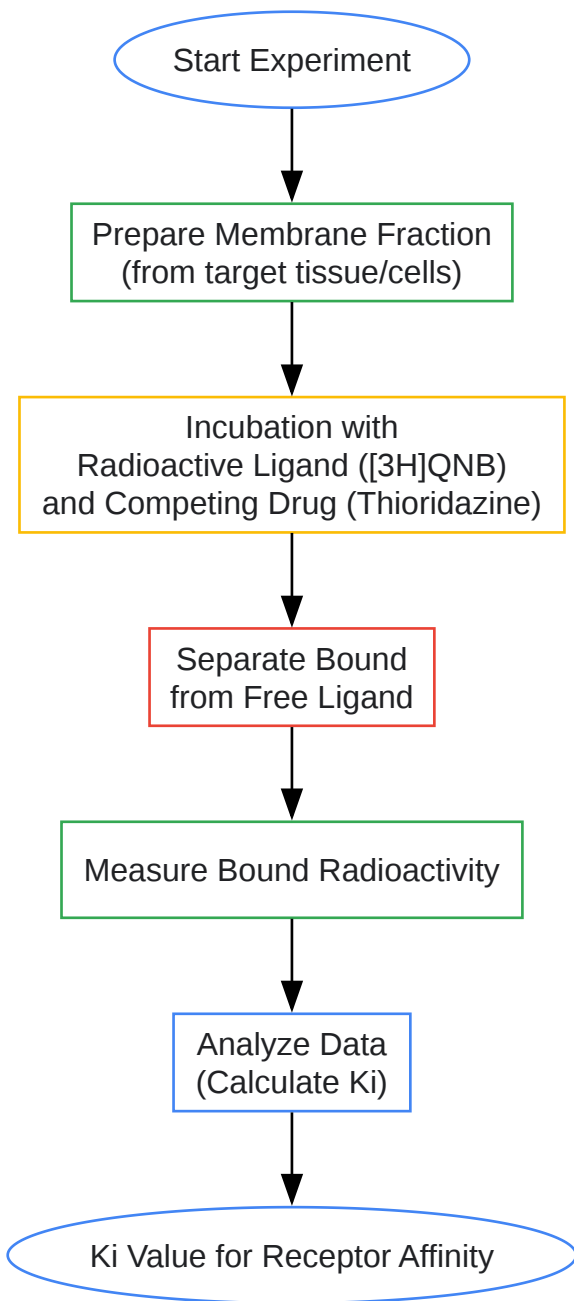 Start Experiment
Prepare Membrane Fraction
(from target tissue/cells)
Incubation with
Radioactive Ligand ([3H]QNB)
and Competing Drug (Thioridazine)
Separate Bound
from Free Ligand
Measure Bound Radioactivity
Analyze Data
(Calculate Ki)
Ki Value for Receptor Affinity